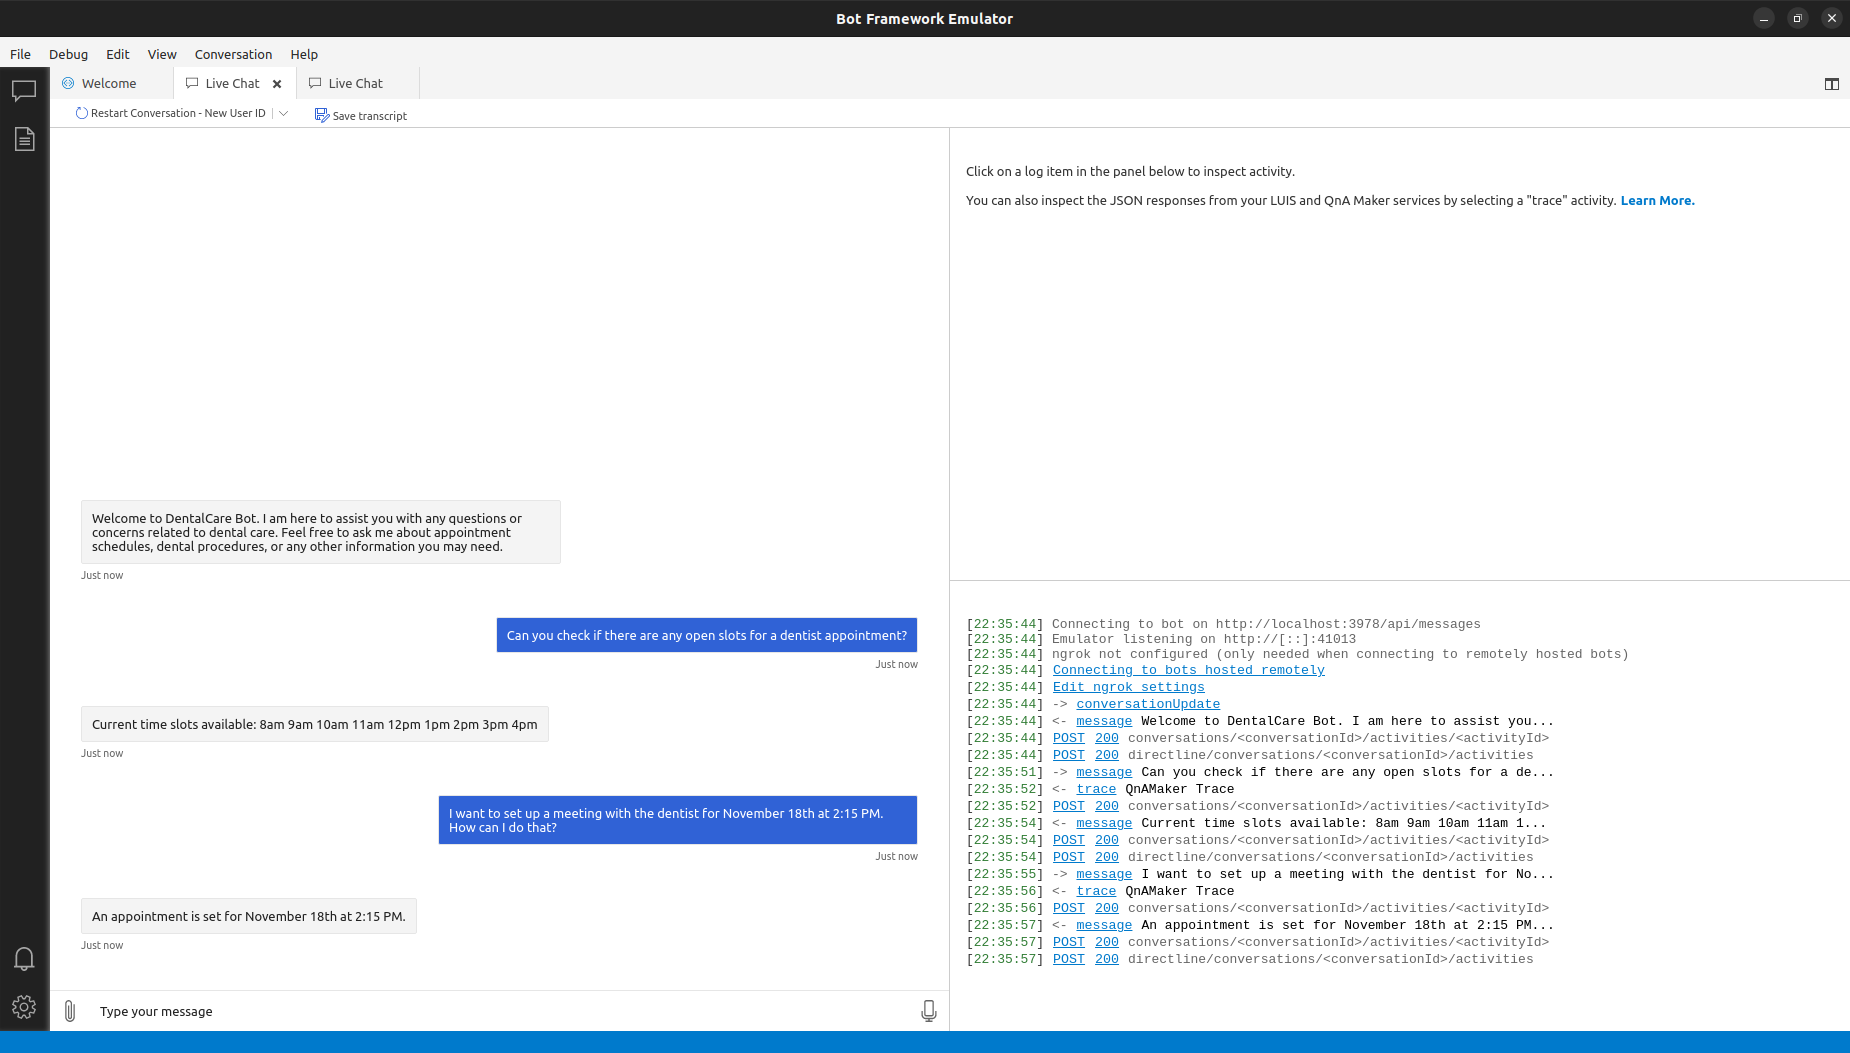 Bot Framework Emulator
File Debug Edit View Conversation Help
Welcome Live Chat Live Chat
Restart Conversation - New User ID Save transcript
Welcome to DentalCare Bot. I am here to assist you with any questions or
concerns related to dental care. Feel free to ask me about appointment
schedules, dental procedures, or any other information you may need.
Just now
Can you check if there are any open slots for a dentist appointment?
Just now
Current time slots available: 8am 9am 10am 11am 12pm 1pm 2pm 3pm 4pm
Just now
I want to set up a meeting with the dentist for November 18th at 2:15 PM.
How can I do that?
Just now
An appointment is set for November 18th at 2:15 PM.
Just now
Type your message
Click on a log item in the panel below to inspect activity.
You can also inspect the JSON responses from your LUIS and QnA Maker services by selecting a "trace" activity. Learn More.
[22:35:44] Connecting to bot on http://localhost:3978/api/messages
[22:35:44] Emulator listening on http://[::]:41013
[22:35:44] ngrok not configured (only needed when connecting to remotely hosted bots)
[22:35:44] Connecting to bots hosted remotely
[22:35:44] Edit ngrok settings
[22:35:44] -> conversationUpdate
[22:35:44] <- message Welcome to DentalCare Bot. I am here to assist you...
[22:35:44] POST 200 conversations/<conversationId>/activities/<activityId>
[22:35:44] POST 200 directline/conversations/<conversationId>/activities
[22:35:51] -> message Can you check if there are any open slots for a de...
[22:35:52] <- trace QnAMaker Trace
[22:35:52] POST 200 conversations/<conversationId>/activities/<activityId>
[22:35:54] <- message Current time slots available: 8am 9am 10am 11am 1...
[22:35:54] POST 200 conversations/<conversationId>/activities/<activityId>
[22:35:54] POST 200 directline/conversations/<conversationId>/activities
[22:35:55] -> message I want to set up a meeting with the dentist for No...
[22:35:56] <- trace QnAMaker Trace
[22:35:56] POST 200 conversations/<conversationId>/activities/<activityId>
[22:35:57] <- message An appointment is set for November 18th at 2:15 PM...
[22:35:57] POST 200 conversations/<conversationId>/activities/<activityId>
[22:35:57] POST 200 directline/conversations/<conversationId>/activities